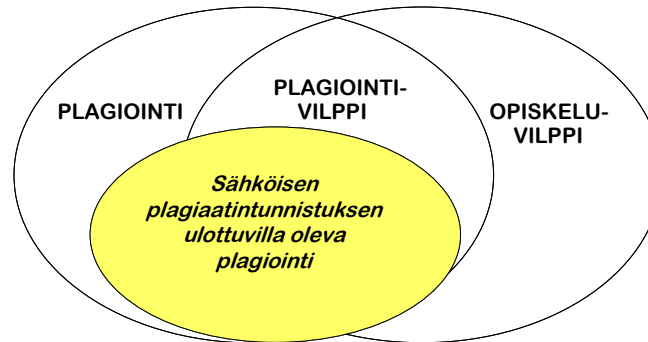 PLAGIOINTI
PLAGIOINTI-
VILPPI
OPISKELU-
VILPPI
Sähköisen
plagiaatintunnistuksen
ulottuvilla oleva
plagiointi